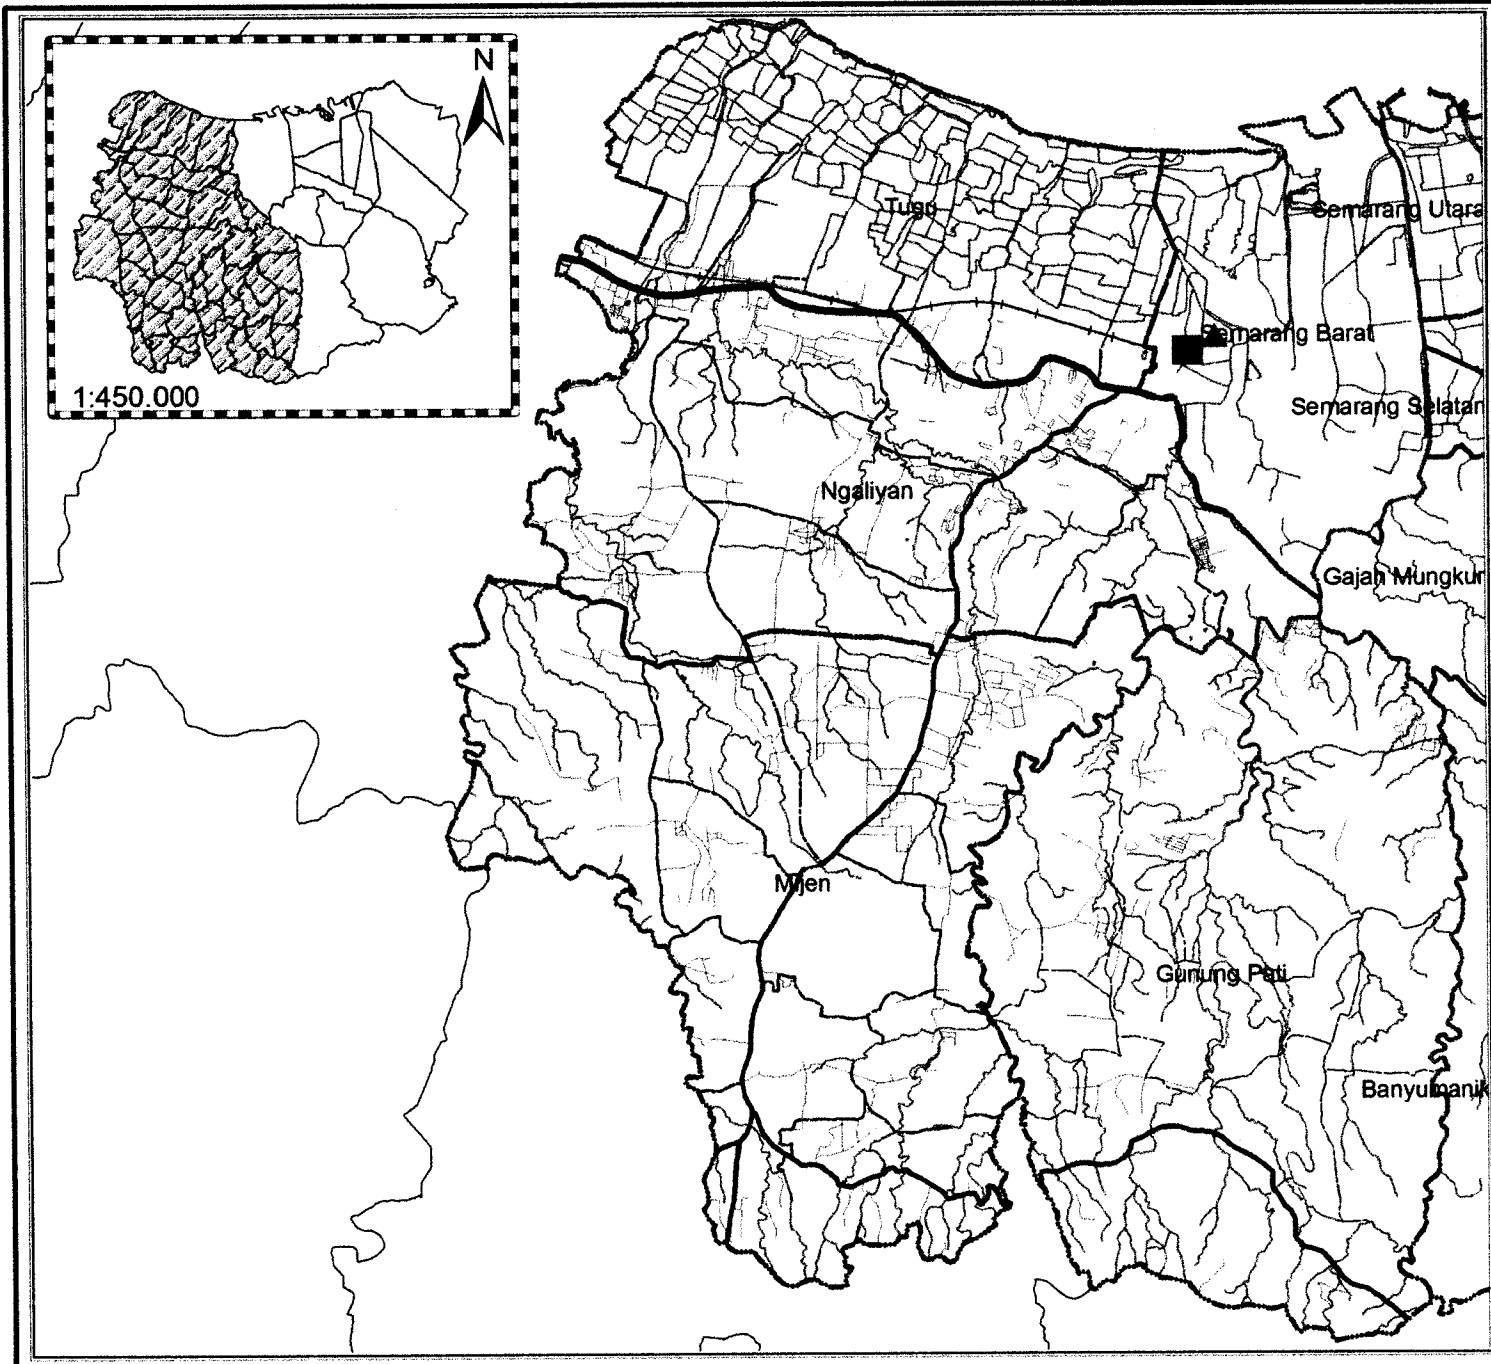 N
1:450.000
Tugu
Semarang Utara
Semarang Barat
Semarang Selatan
Ngaliyan
Gajah Mungkur
Mijen
Gunung Pati
Banyumanik